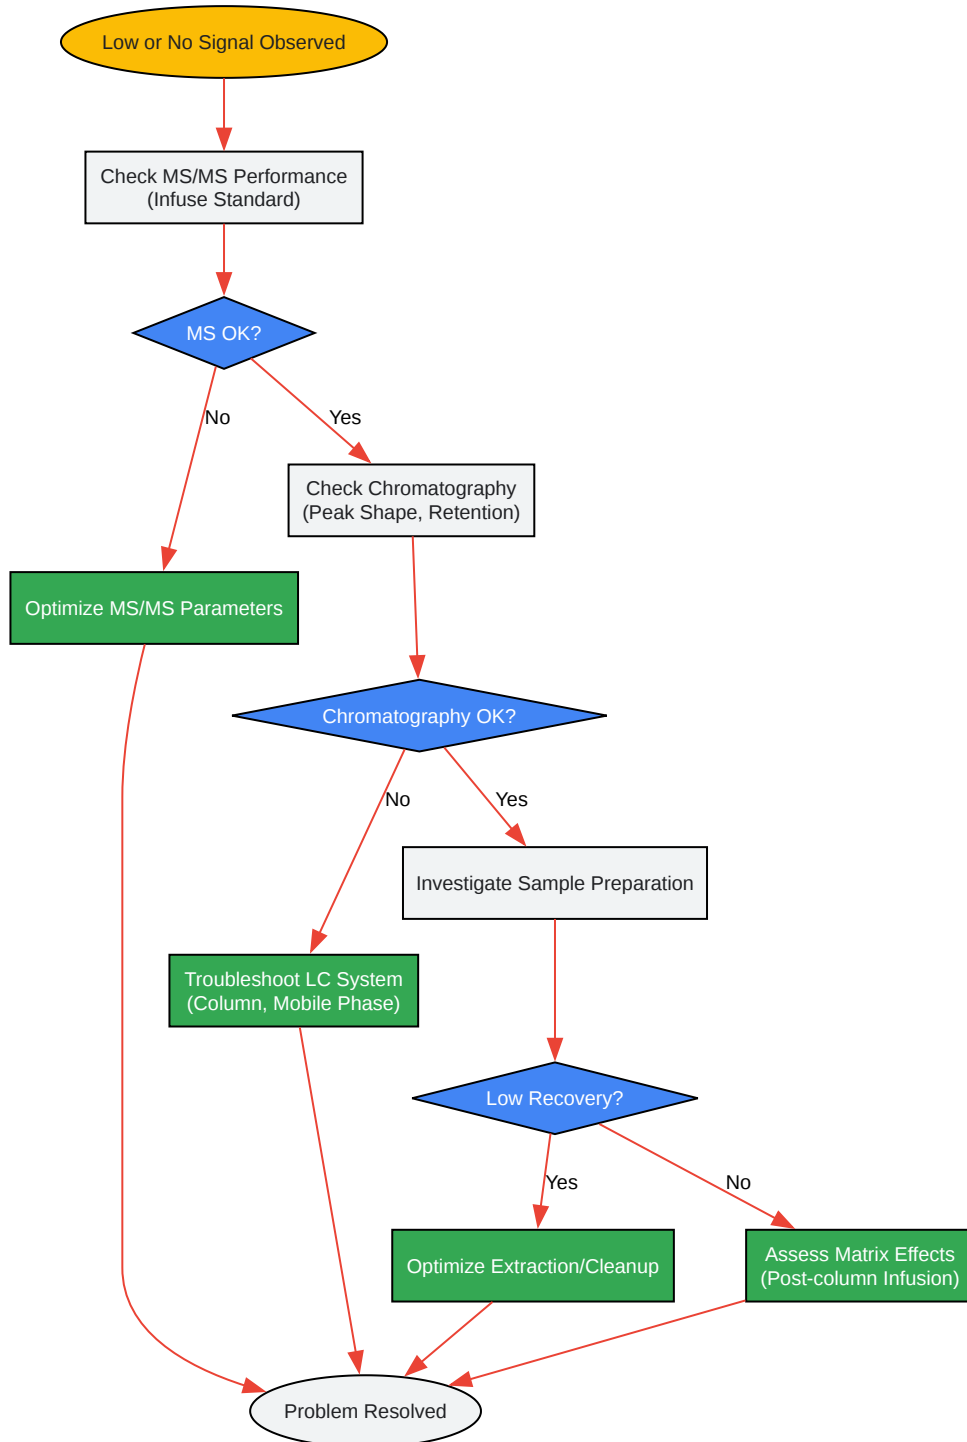 Low or No Signal Observed
Check MS/MS Performance
(Infuse Standard)
MS OK?
No
Yes
Check Chromatography
(Peak Shape, Retention)
Optimize MS/MS Parameters
Chromatography OK?
No
Yes
Investigate Sample Preparation
Troubleshoot LC System
(Column, Mobile Phase)
Low Recovery?
Yes
No
Optimize Extraction/Cleanup
Assess Matrix Effects
(Post-column Infusion)
Problem Resolved